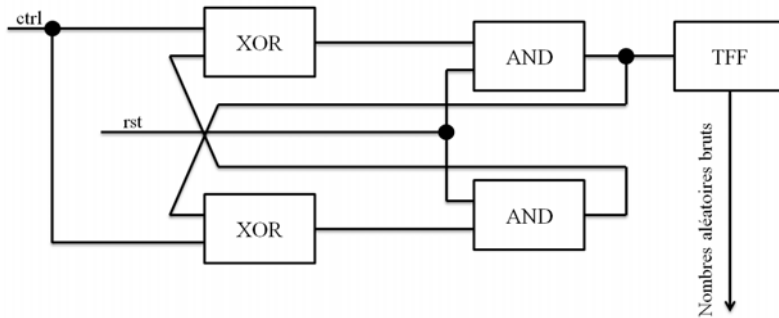 ctrl
XOR
AND
TFF
rst
XOR
AND
Nombres aléatoires bruts